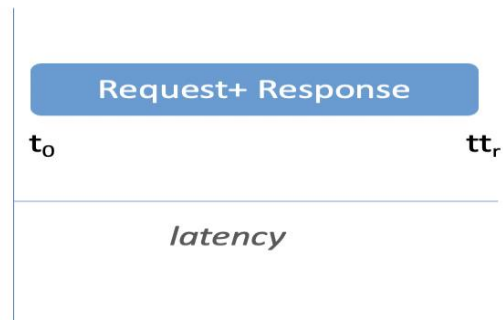 Request+ Response
t₀ ttᵣ
latency